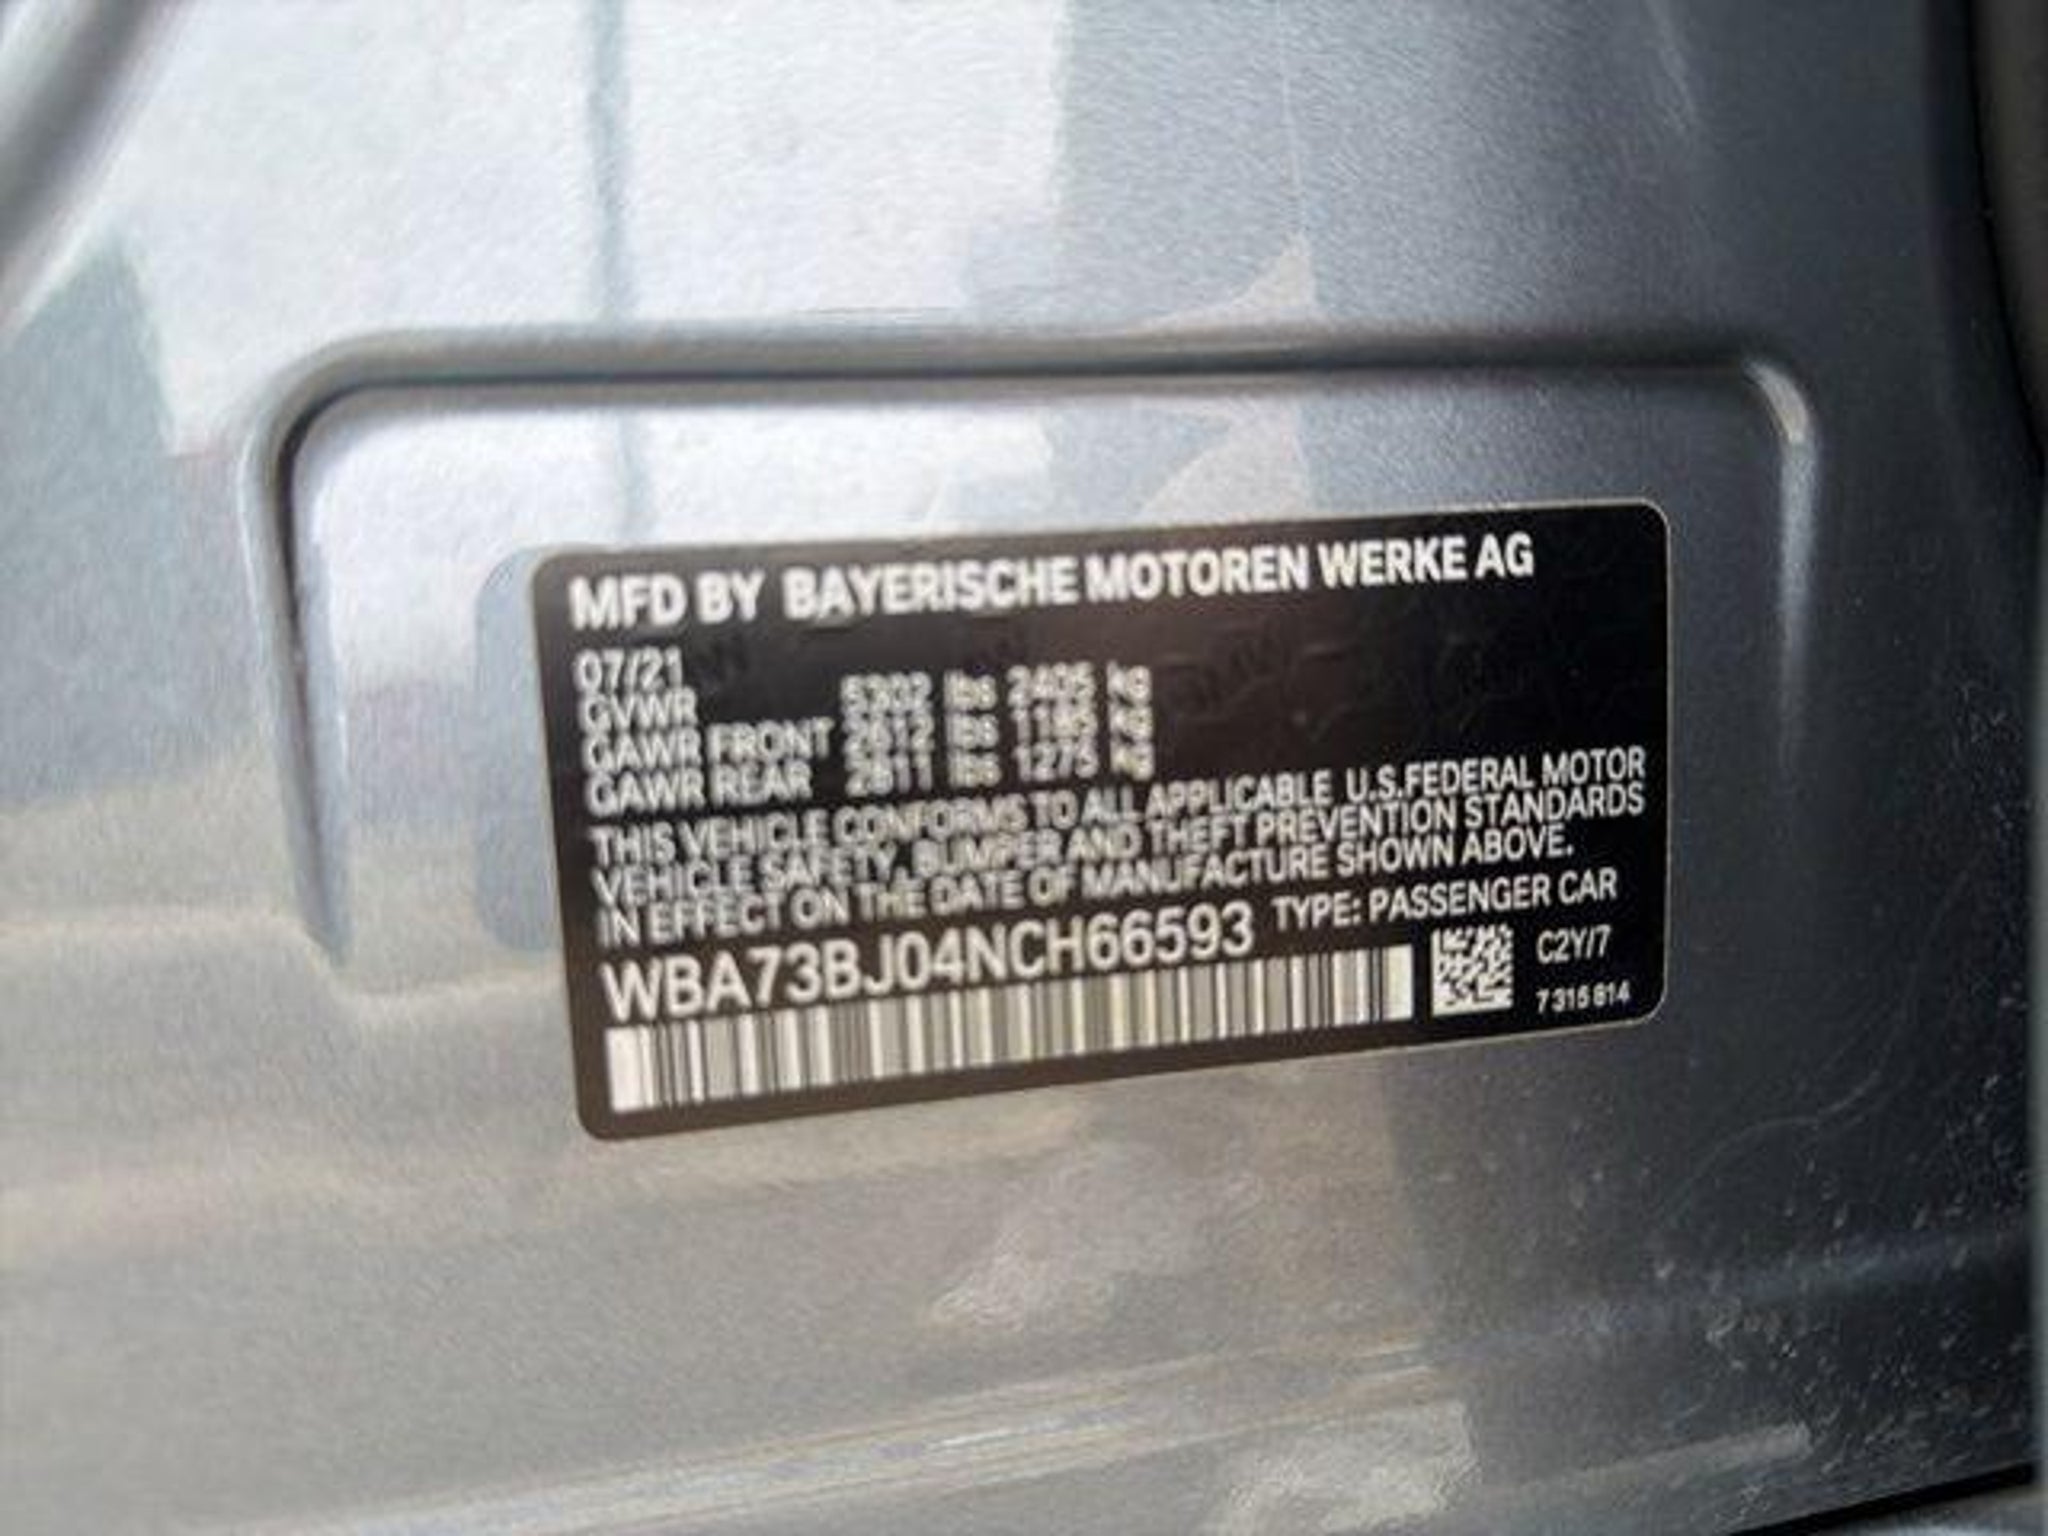 MFD BY BAYERISCHE MOTOREN WERKE AG
07/21
GVWR 5302 lbs 2405 kg
GAWR FRONT 2612 lbs 1185 kg
GAWR REAR 2811 lbs 1275 kg
THIS VEHICLE CONFORMS TO ALL APPLICABLE U.S.FEDERAL MOTOR
VEHICLE SAFETY, BUMPER AND THEFT PREVENTION STANDARDS
IN EFFECT ON THE DATE OF MANUFACTURE SHOWN ABOVE.
WBA73BJ04NCH66593 TYPE: PASSENGER CAR
C2Y/7
7 315 814